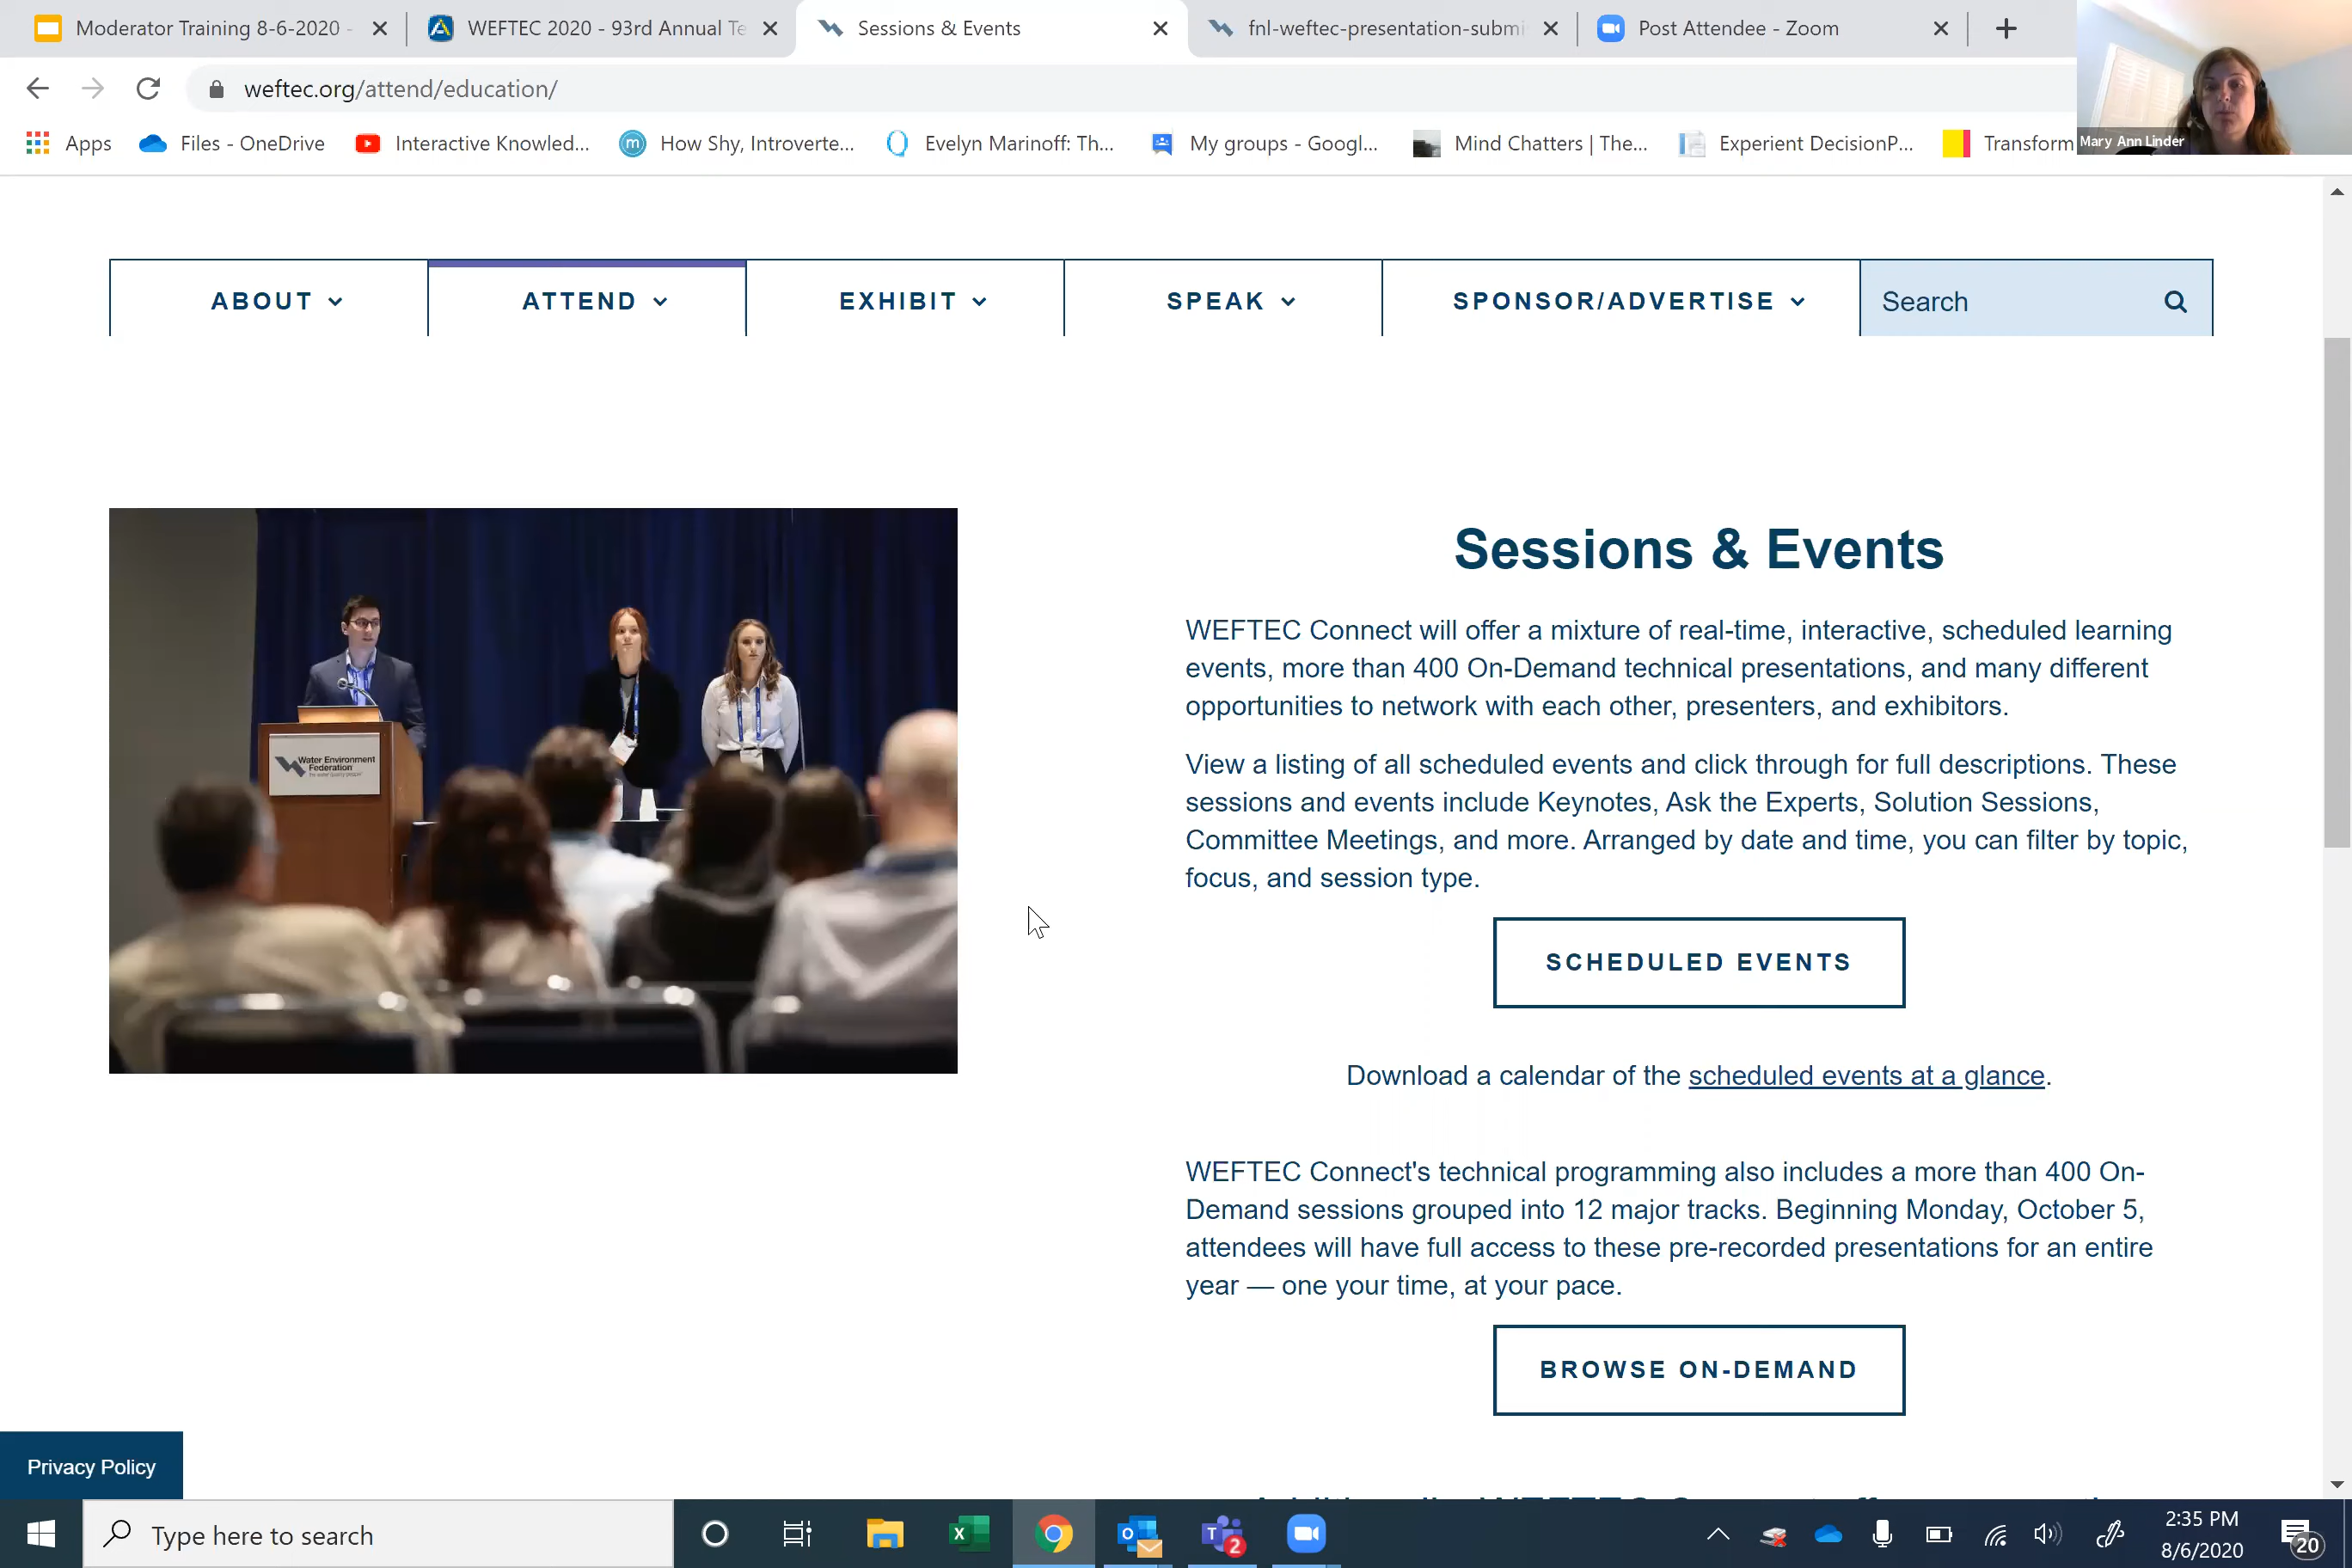 Moderator Training 8-6-2020 -
WEFTEC 2020 - 93rd Annual Te
Sessions & Events
fnl-weftec-presentation-submi
Post Attendee - Zoom
weftec.org/attend/education/
Apps
Files - OneDrive
Interactive Knowled...
m
How Shy, Introverte...
Evelyn Marinoff: Th...
My groups - Googl...
Mind Chatters | The...
Experient DecisionP...
Transform
Mary Ann Linder
ABOUT
ATTEND
EXHIBIT
SPEAK
SPONSOR/ADVERTISE
Search
Water Environment
Federation
the water quality people
Sessions & Events
WEFTEC Connect will offer a mixture of real-time, interactive, scheduled learning
events, more than 400 On-Demand technical presentations, and many different
opportunities to network with each other, presenters, and exhibitors.
View a listing of all scheduled events and click through for full descriptions. These
sessions and events include Keynotes, Ask the Experts, Solution Sessions,
Committee Meetings, and more. Arranged by date and time, you can filter by topic,
focus, and session type.
SCHEDULED EVENTS
Download a calendar of the scheduled events at a glance.
WEFTEC Connect's technical programming also includes a more than 400 On-
Demand sessions grouped into 12 major tracks. Beginning Monday, October 5,
attendees will have full access to these pre-recorded presentations for an entire
year — one your time, at your pace.
BROWSE ON-DEMAND
Privacy Policy
Type here to search
2
2:35 PM
8/6/2020
20